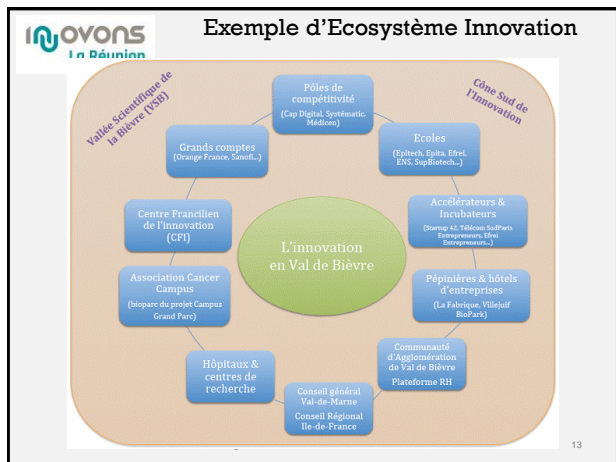 Innovons
La Réunion
Exemple d'Ecosystème Innovation
Vallée Scientifique de
la Bièvre (VSB)
Cône Sud de
l'Innovation
Pôles de
compétitivité
(Cap Digital, Systématic,
Médicen)
Ecoles
(Epitech, Epita, Efrei,
ENS, SupBiotech...)
Accélérateurs &
Incubateurs
(Startup 42, Télécom SudParis
Entrepreneurs, Efrei
Entrepreneurs...)
Pépinières & hôtels
d'entreprises
(La Fabrique, Villejuif
BioPark)
Communauté
d'Agglomération
de Val de Bièvre
Plateforme RH
Conseil général
Val-de-Marne
Conseil Régional
Ile-de-France
Hôpitaux &
centres de
recherche
Association Cancer
Campus
(bioparc du projet Campus
Grand Parc)
Centre Francilien
de l'innovation
(CFI)
Grands comptes
(Orange France, Sanofi...)
L'innovation
en Val de Bièvre
13